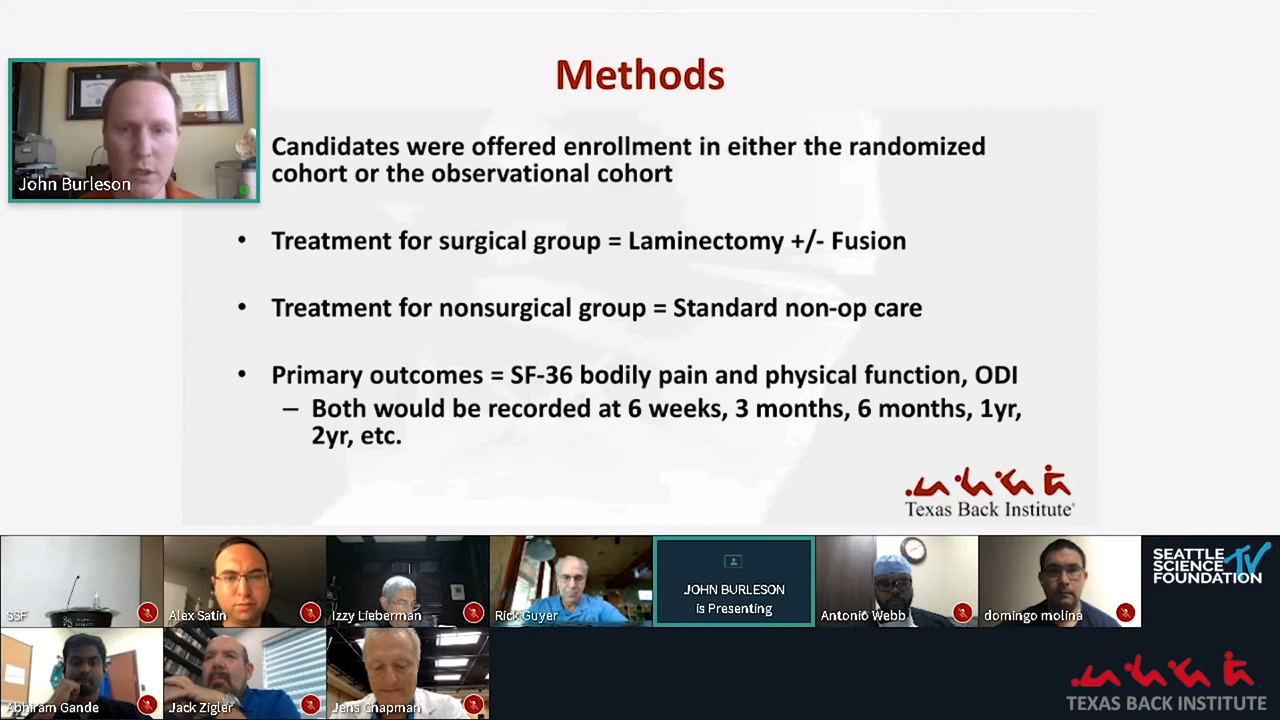 Methods
John Burleson
Candidates were offered enrollment in either the randomized
cohort or the observational cohort
• Treatment for surgical group = Laminectomy +/- Fusion
• Treatment for nonsurgical group = Standard non-op care
• Primary outcomes = SF-36 bodily pain and physical function, ODI
– Both would be recorded at 6 weeks, 3 months, 6 months, 1yr,
2yr, etc.
Texas Back Institute
SSF
Alex Satin
Izzy Lieberman
Rick Guyer
JOHN BURLESON
is Presenting
Antonio Webb
domingo molina
SEATTLE
SCIENCE
FOUNDATION
TV
Abhiram Gande
Jack Zigler
Jens Chapman
TEXAS BACK INSTITUTE